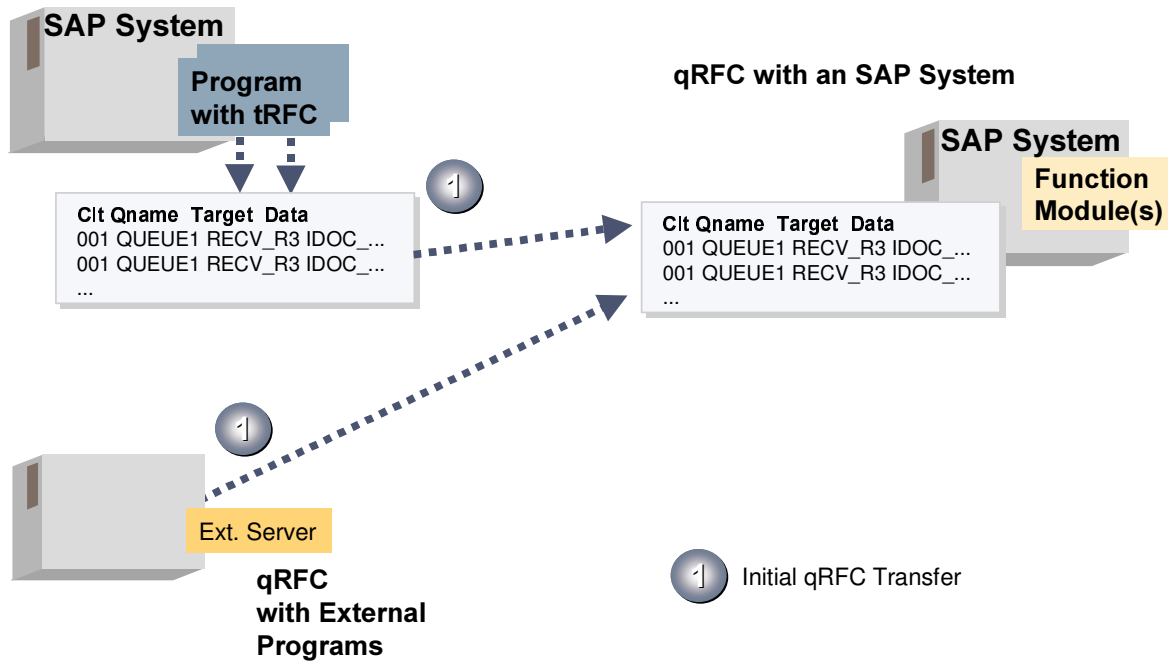 SAP System
Program
with tRFC
qRFC with an SAP System
SAP System
Function
Module(s)
1
Clt Qname Target Data
001 QUEUE1 RECV_R3 IDOC_...
001 QUEUE1 RECV_R3 IDOC_...
...
Clt Qname Target Data
001 QUEUE1 RECV_R3 IDOC_...
001 QUEUE1 RECV_R3 IDOC_...
...
1
Ext. Server
qRFC
with External
Programs
1 Initial qRFC Transfer